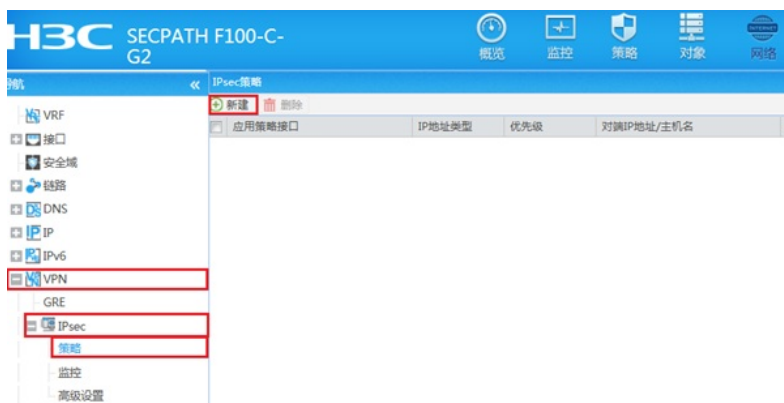 H3C SECPATH F100-C-G2
概览
监控
策略
对象
INTERNET
网络
导航 «
IPsec策略
新建 删除
应用策略接口 IP地址类型 优先级 对端IP地址/主机名
VRF
接口
安全域
链路
DNS
IP
IPv6
VPN
GRE
IPsec
策略
监控
高级设置